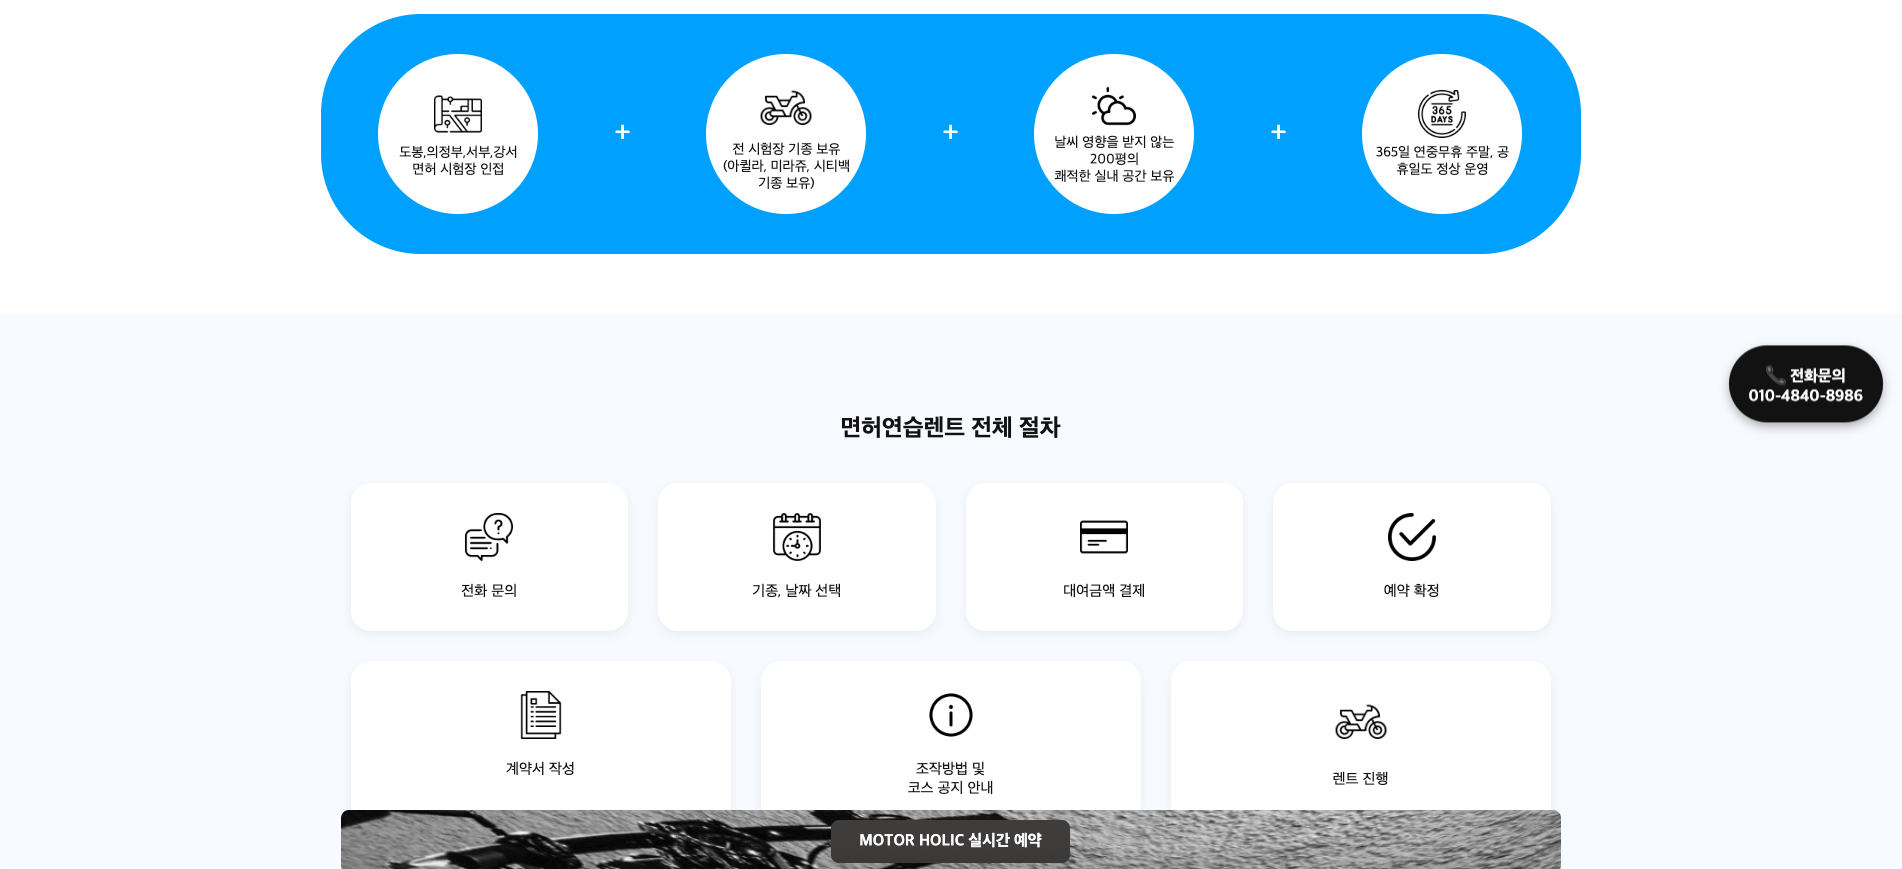 도봉,의정부,서부,강서
면허 시험장 인접
+
전 시험장 기종 보유
(아퀼라, 미라쥬, 시티백
기종 보유)
+
날씨 영향을 받지 않는
200평의
쾌적한 실내 공간 보유
+
365
DAYS
365일 연중무휴 주말, 공
휴일도 정상 운영
전화문의
010-4840-8986
면허연습렌트 전체 절차
전화 문의
기종, 날짜 선택
대여금액 결제
예약 확정
계약서 작성
조작방법 및
코스 공지 안내
렌트 진행
MOTOR HOLIC 실시간 예약